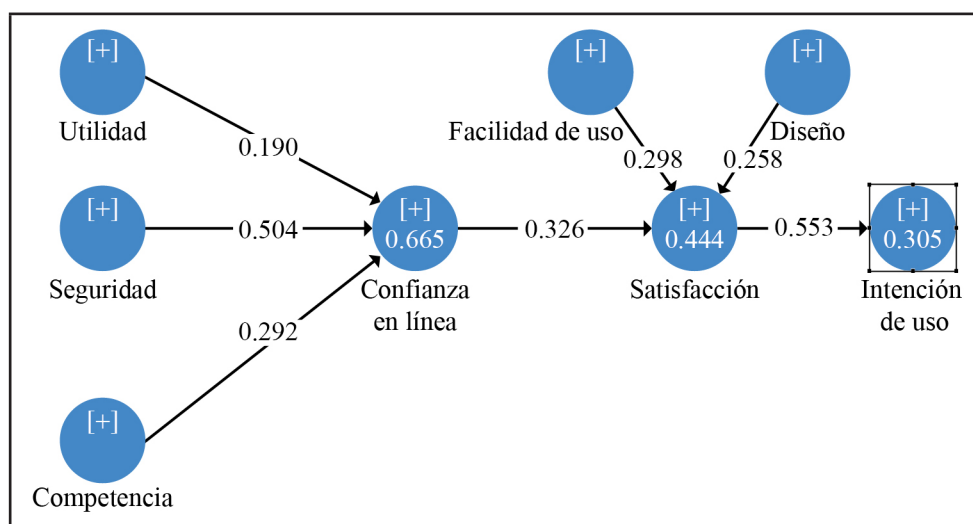 [+]
Utilidad
[+]
Facilidad de uso
[+]
Diseño
0.190
0.298
0.258
[+]
Seguridad
0.504
[+]
0.665
Confianza
en línea
0.326
[+]
0.444
Satisfacción
0.553
[+]
0.305
Intención
de uso
0.292
[+]
Competencia